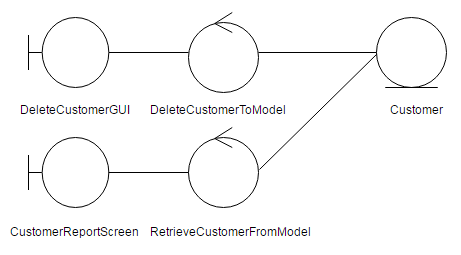 DeleteCustomerGUI
DeleteCustomerToModel
Customer
CustomerReportScreen
RetrieveCustomerFromModel